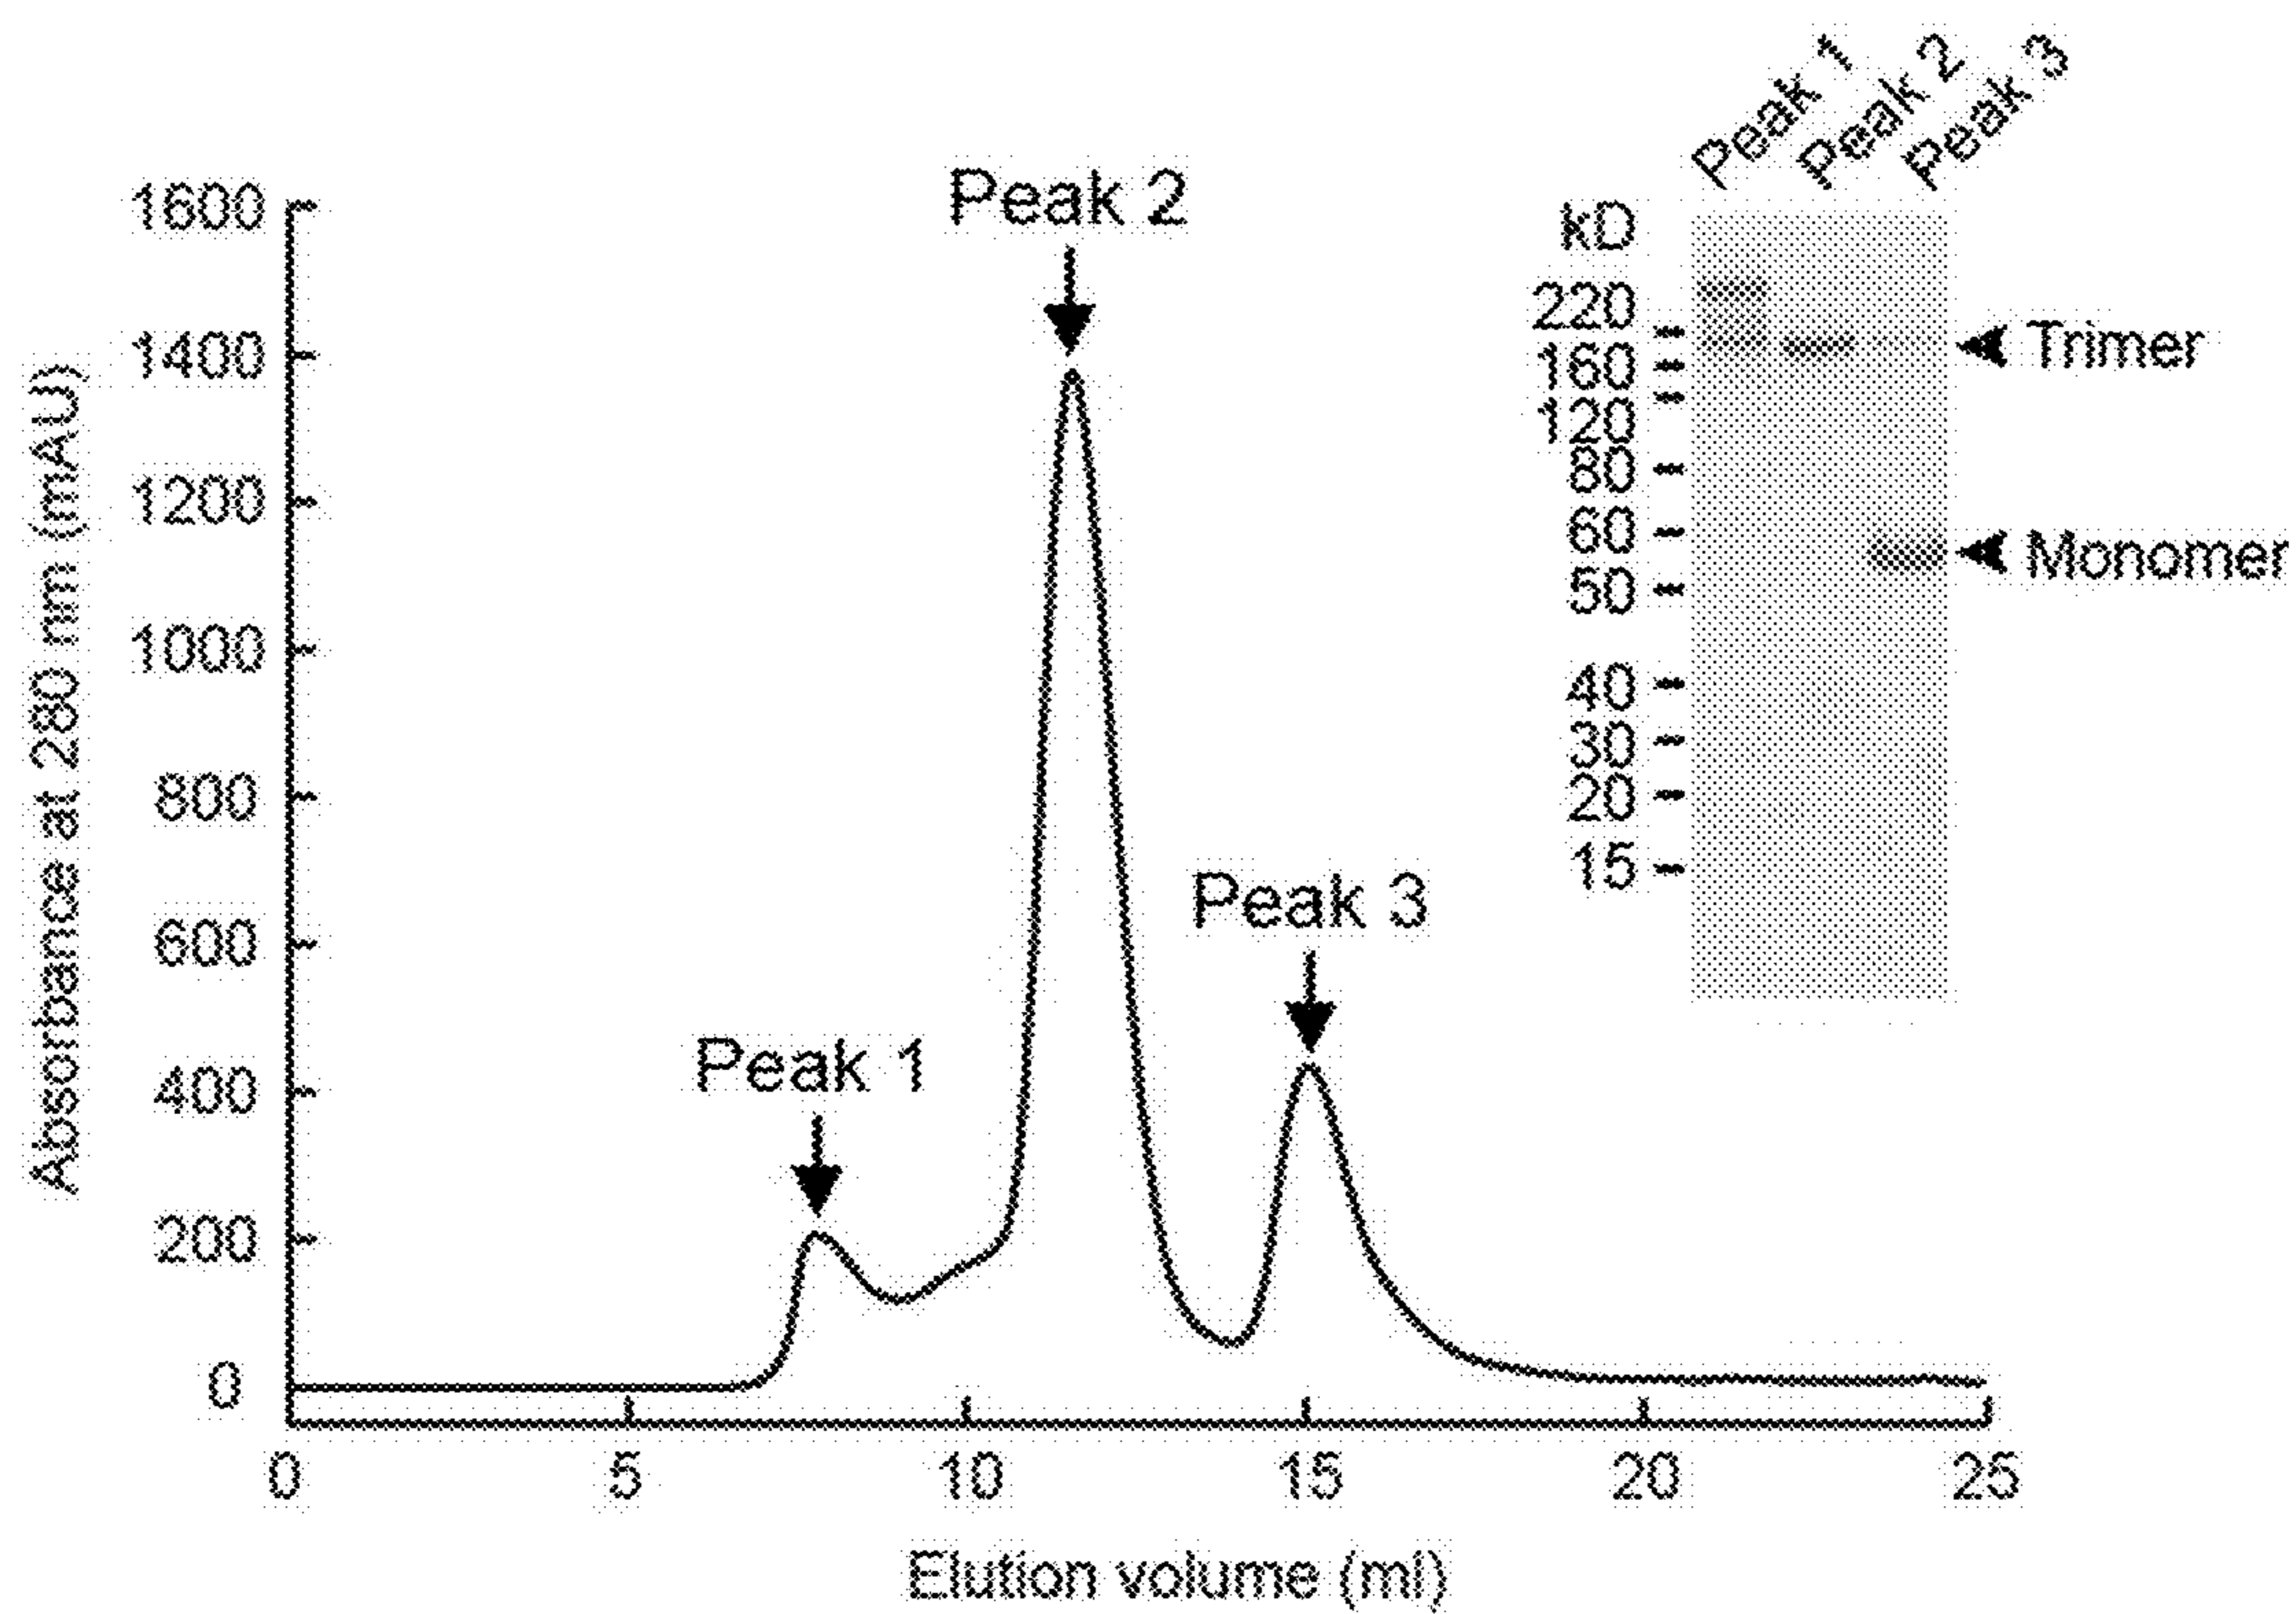 Peak 1
Peak 2
Peak 3
kD
220
160
120
80
60
50
40
30
20
15
Trimer
Monomer
Absorbance at 280 nm (mAU)
1600
1400
1200
1000
800
600
400
200
0
Peak 1
Peak 2
Peak 3
0 5 10 15 20 25
Elution volume (ml)